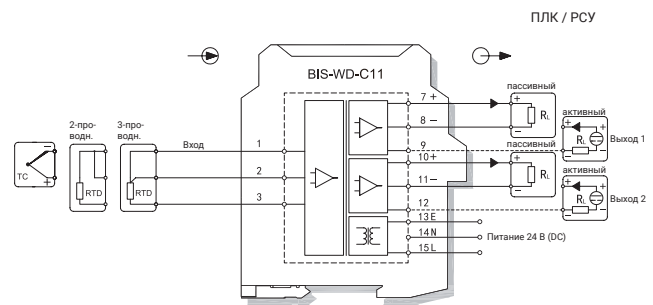 ПЛК / РСУ
BIS-WD-C11
2-про-
водн.
3-про-
водн.
Вход
TC
RTD
RTD
1
2
3
7 +
8 −
9
10+
11−
12
13 E
14 N
15 L
пассивный
RL
активный
RL
Выход 1
пассивный
RL
активный
RL
Выход 2
Питание 24 В (DC)